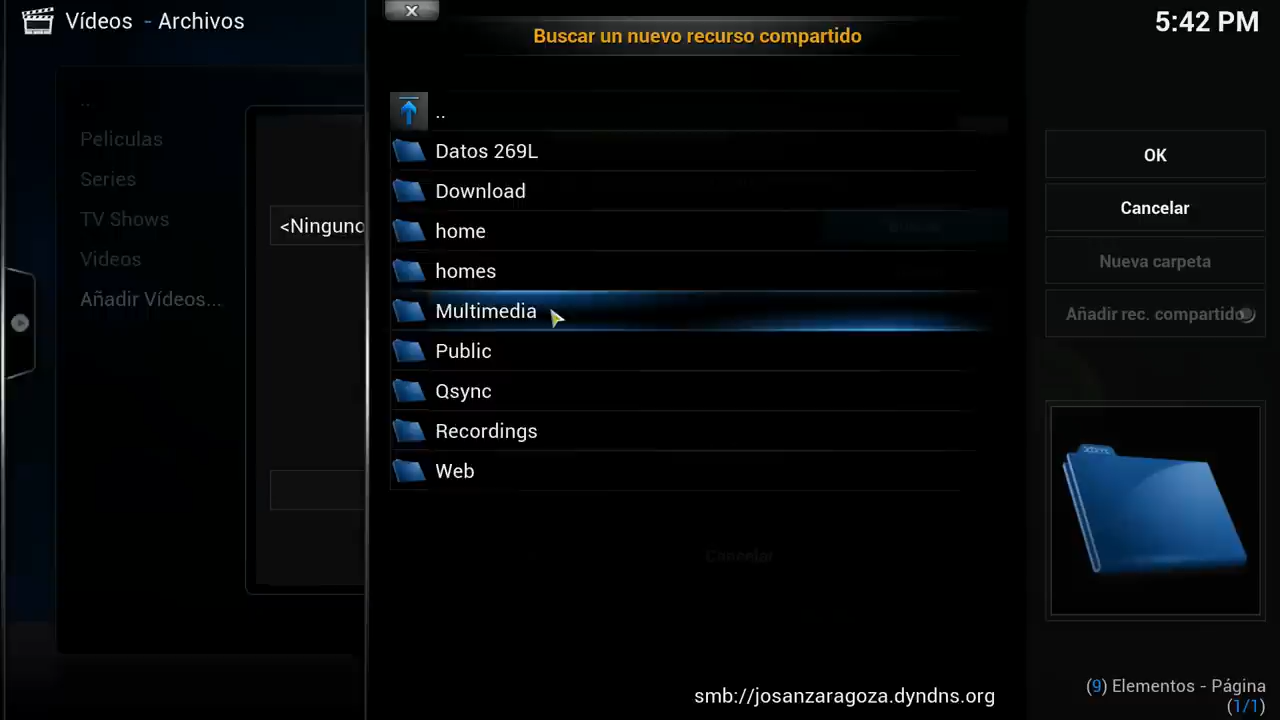 Vídeos - Archivos
Buscar un nuevo recurso compartido
5:42 PM
..
Peliculas
Series
TV Shows
Videos
Añadir Vídeos...
<Ninguno
..
Datos 269L
Download
home
homes
Multimedia
Public
Qsync
Recordings
Web
Cancelar
OK
Cancelar
Nueva carpeta
Añadir rec. compartido
smb://josanzaragoza.dyndns.org
(9) Elementos - Página
(1/1)